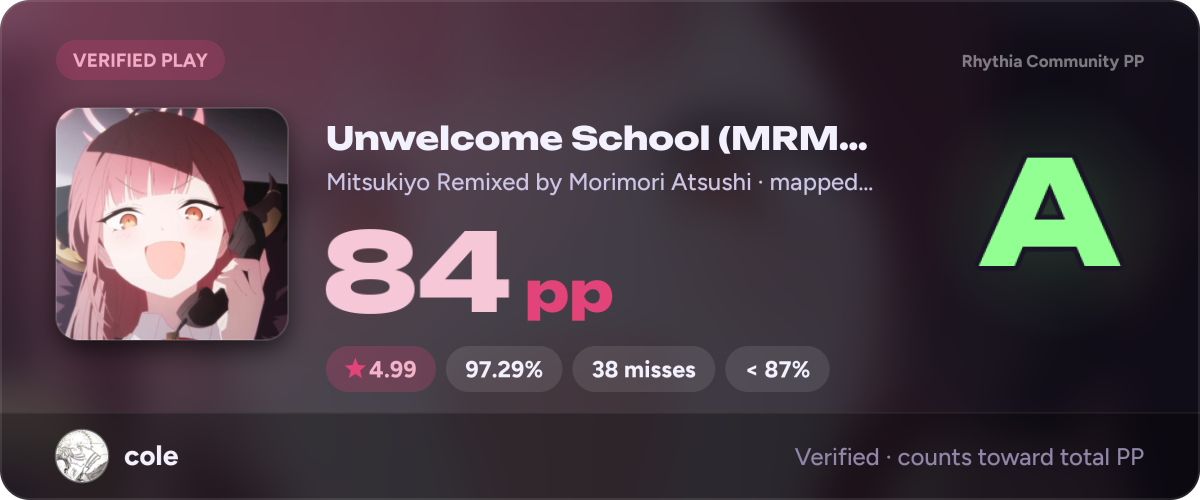 VERIFIED PLAY
Rhythia Community PP
Unwelcome School (MRM...
Mitsukiyo Remixed by Morimori Atsushi · mapped...
84 pp
A
★ 4.99
97.29%
38 misses
< 87%
cole
Verified · counts toward total PP